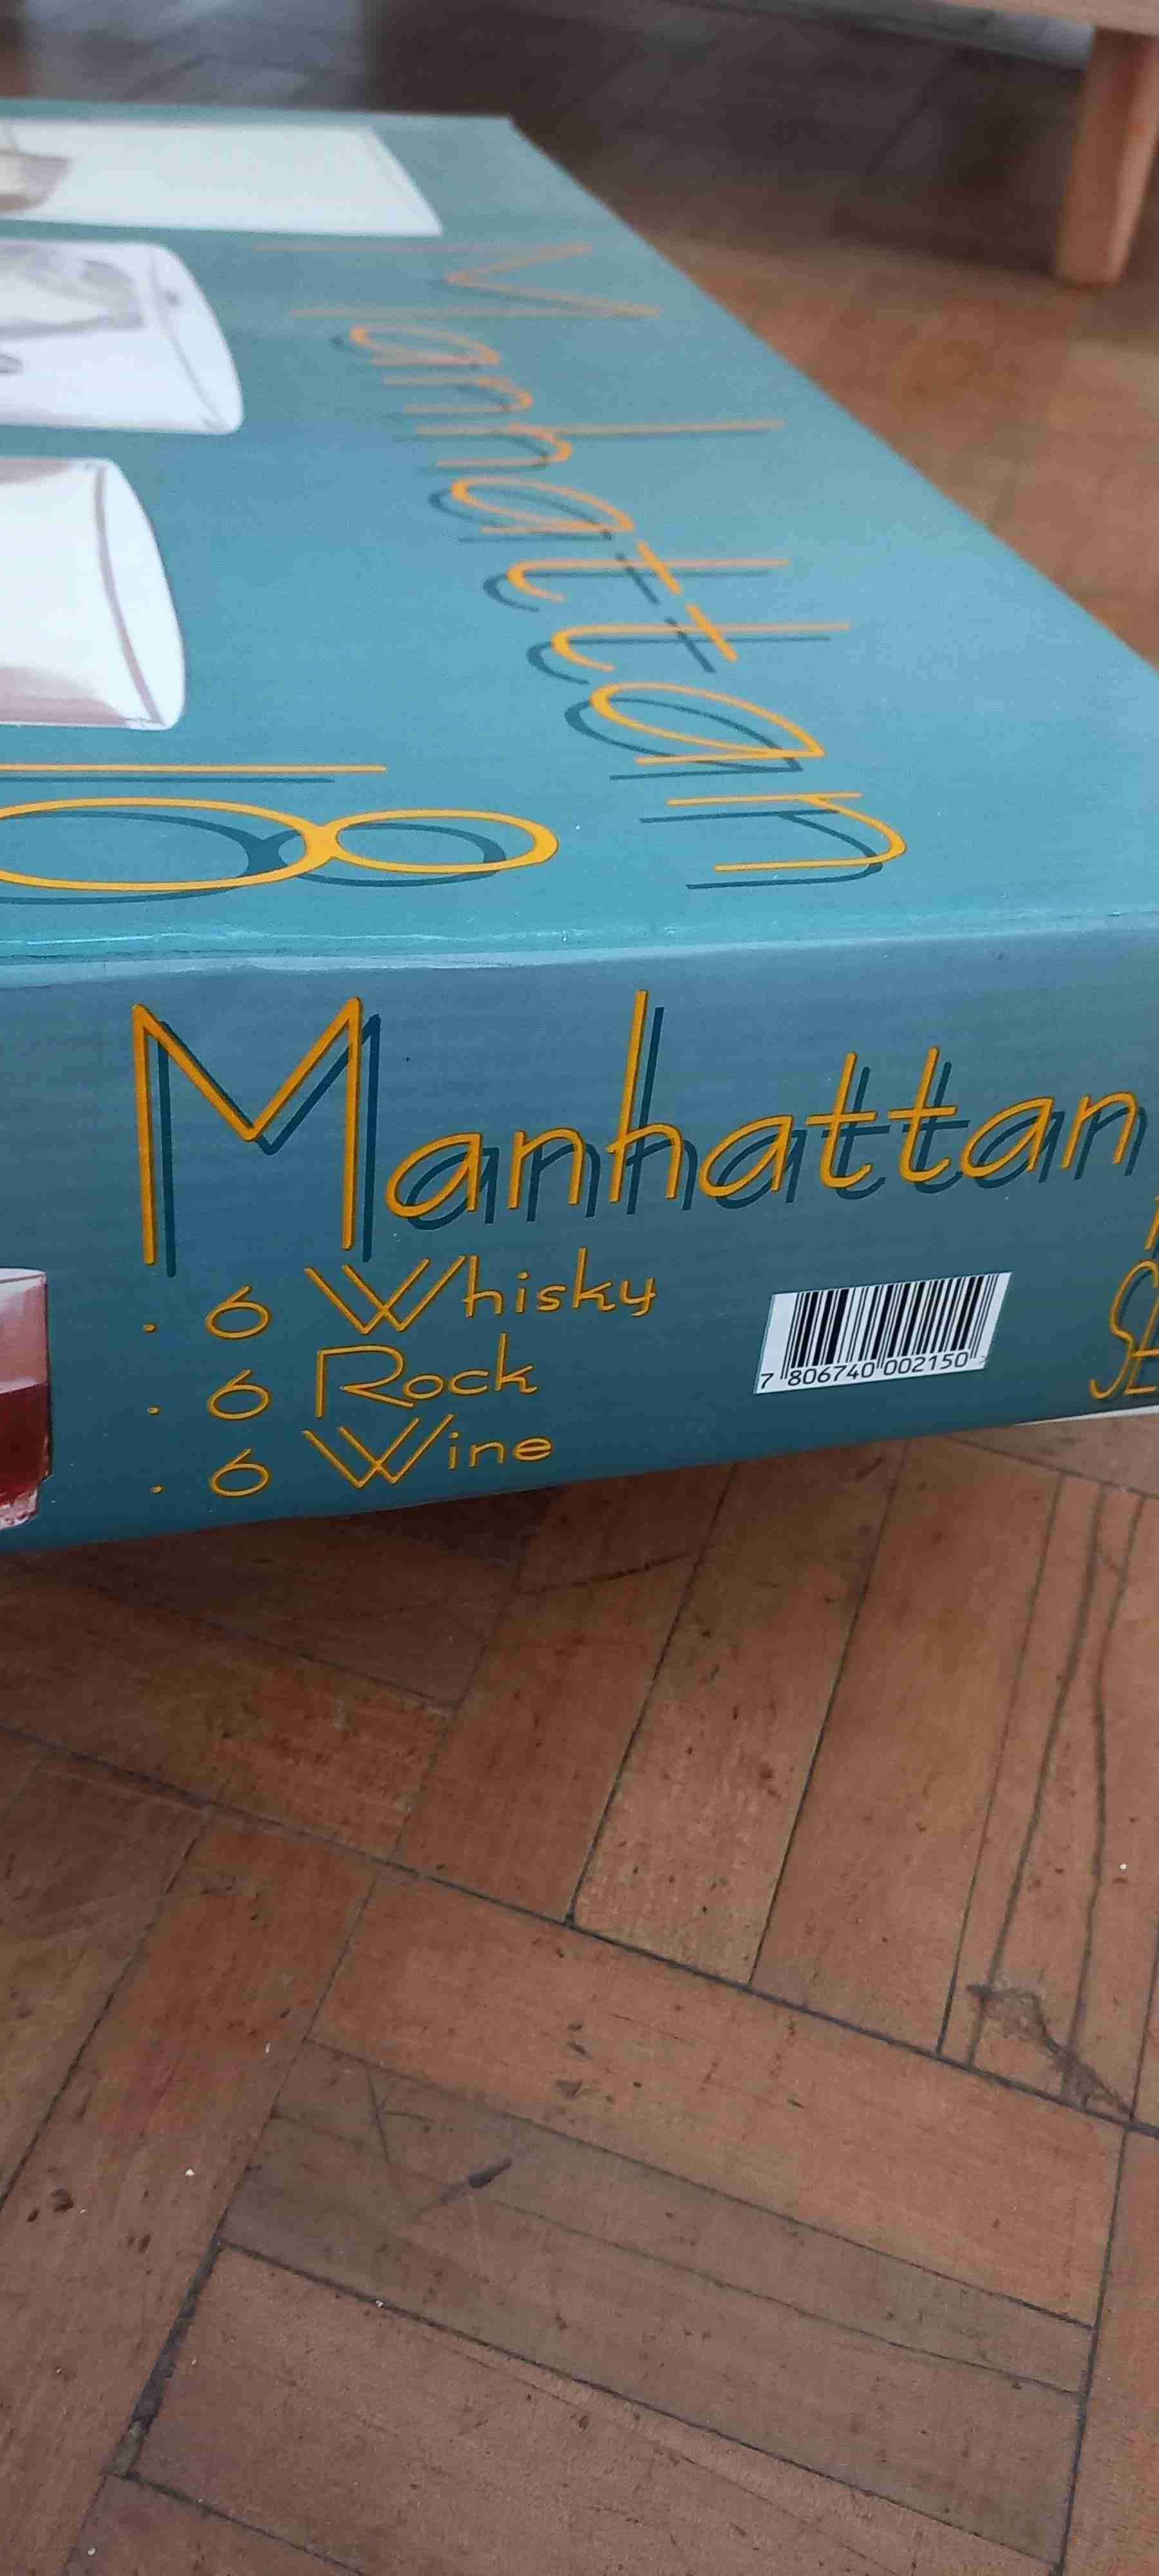 Manhattan
18
Manhattan
. 6 Whisky
. 6 Rock
. 6 Wine
7 806740 002150 >